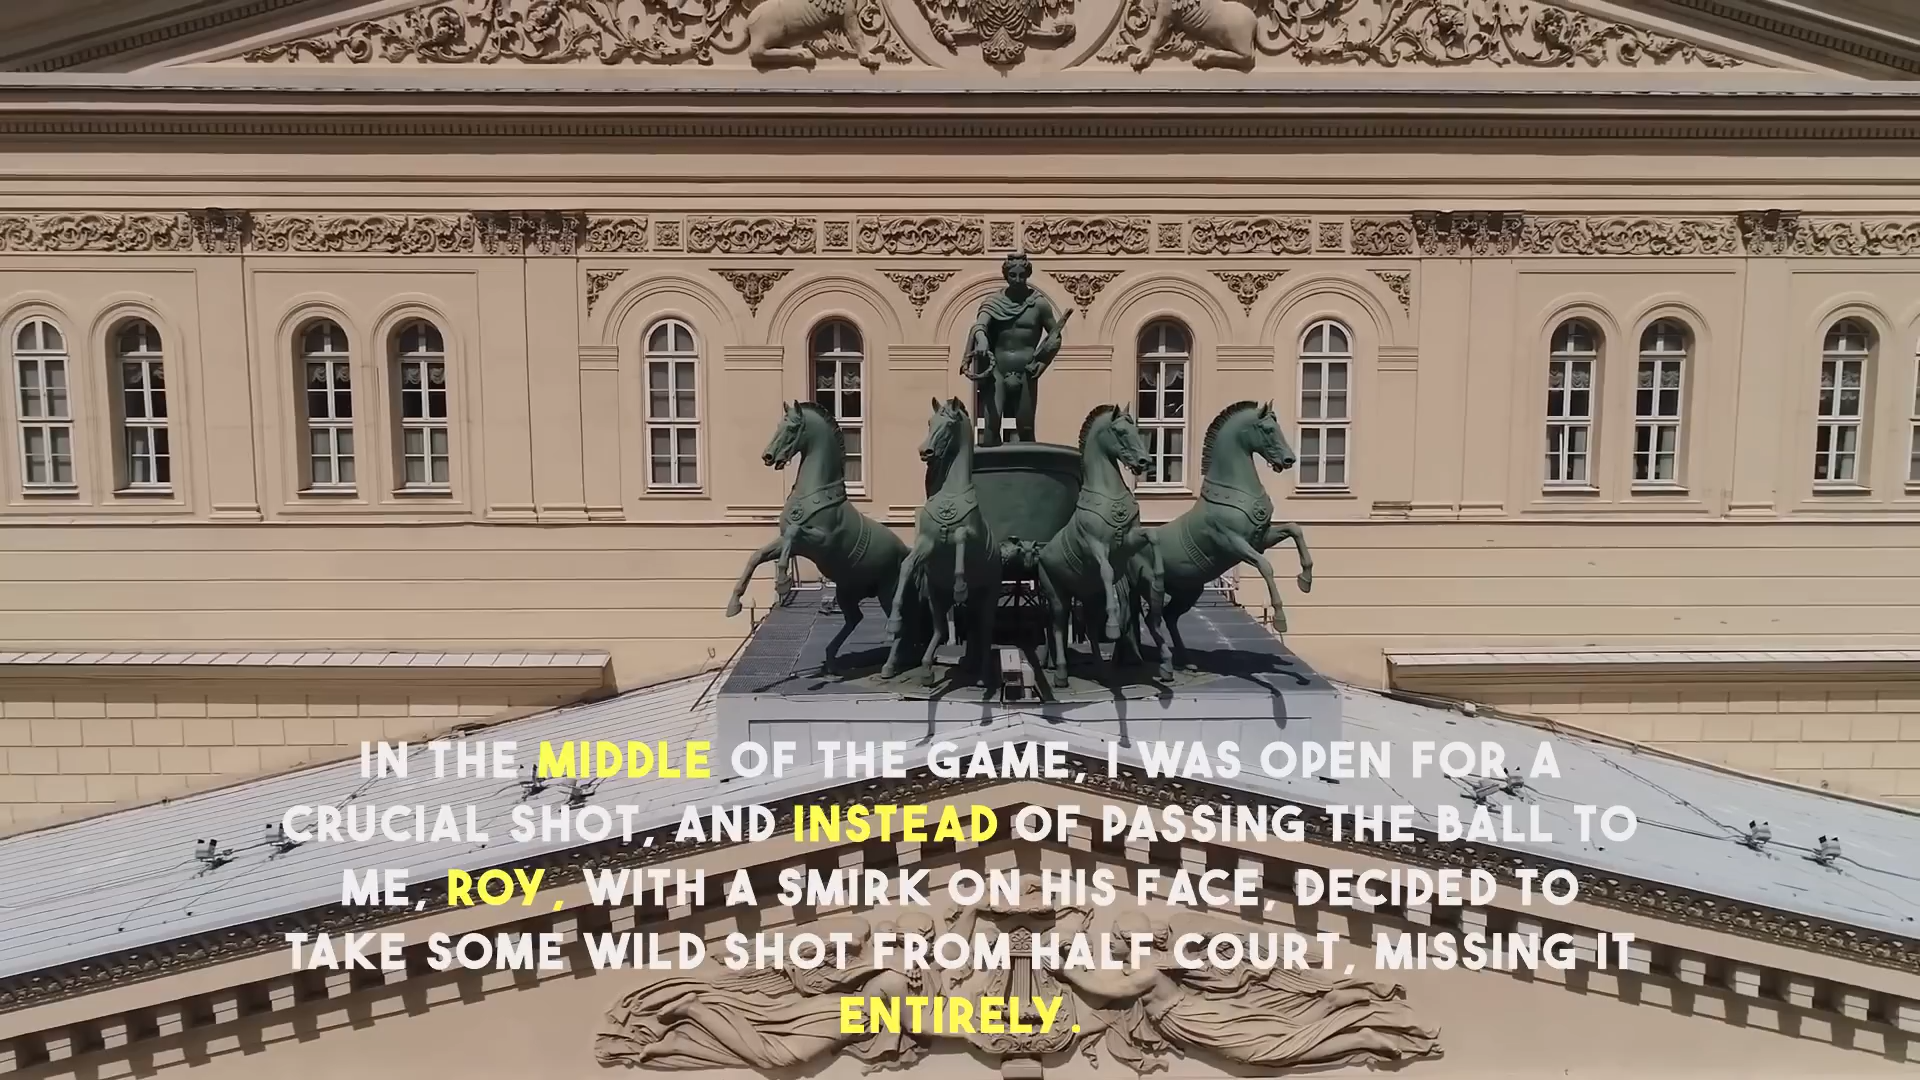 IN THE MIDDLE OF THE GAME, I WAS OPEN FOR A
CRUCIAL SHOT, AND INSTEAD OF PASSING THE BALL TO
ME, ROY, WITH A SMIRK ON HIS FACE, DECIDED TO
TAKE SOME WILD SHOT FROM HALF COURT, MISSING IT
ENTIRELY.